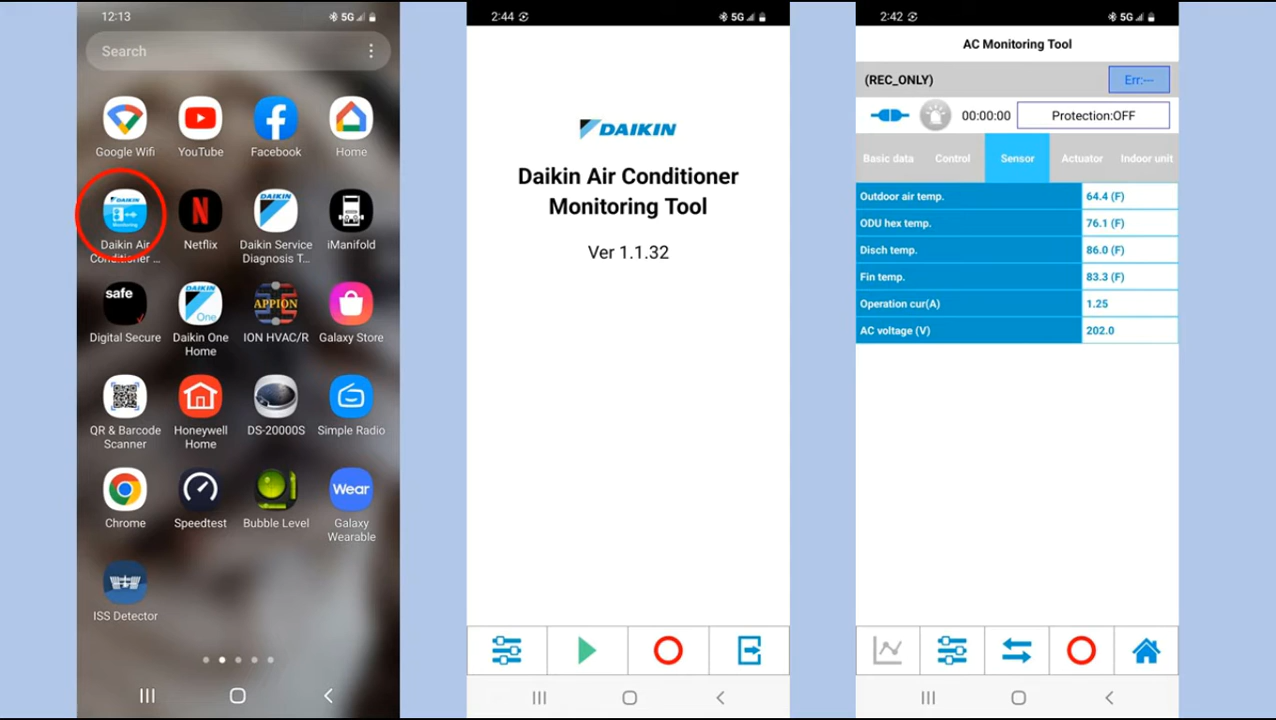 12:13
5G
Search
Google Wifi
YouTube
Facebook
Home
DAIKIN
Monitoring
DAIKIN
Daikin Air
Conditioner ...
Netflix
Daikin Service
Diagnosis T...
iManifold
safe
DAIKIN
One
APPION
Digital Secure
Daikin One
Home
ION HVAC/R
Galaxy Store
QR & Barcode
Scanner
Honeywell
Home
DS-20000S
Simple Radio
Wear
Chrome
Speedtest
Bubble Level
Galaxy
Wearable
ISS Detector
2:44
5G
DAIKIN
Daikin Air Conditioner
Monitoring Tool
Ver 1.1.32
2:42
5G
AC Monitoring Tool
(REC_ONLY)
Err:---
00:00:00
Protection:OFF
Basic data
Control
Sensor
Actuator
Indoor unit
Outdoor air temp. 64.4 (F)
ODU hex temp. 76.1 (F)
Disch temp. 86.0 (F)
Fin temp. 83.3 (F)
Operation cur(A) 1.25
AC voltage (V) 202.0